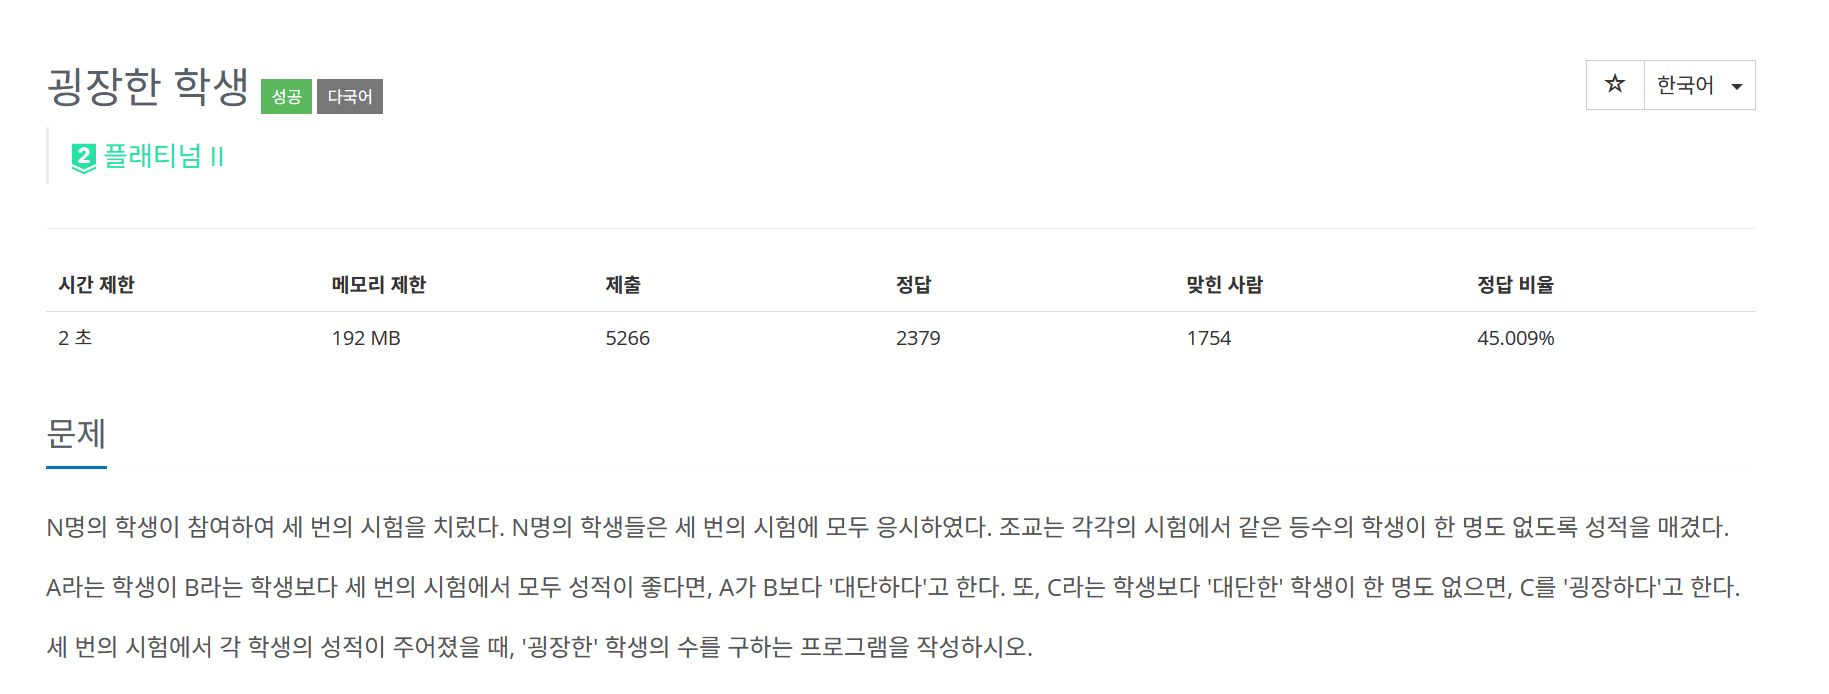 굉장한 학생 성공 다국어
☆ 한국어
2 플래티넘 II
시간 제한 메모리 제한 제출 정답 맞힌 사람 정답 비율
2 초 192 MB 5266 2379 1754 45.009%
문제
N명의 학생이 참여하여 세 번의 시험을 치렀다. N명의 학생들은 세 번의 시험에 모두 응시하였다. 조교는 각각의 시험에서 같은 등수의 학생이 한 명도 없도록 성적을 매겼다.
A라는 학생이 B라는 학생보다 세 번의 시험에서 모두 성적이 좋다면, A가 B보다 '대단하다'고 한다. 또, C라는 학생보다 '대단한' 학생이 한 명도 없으면, C를 '굉장하다'고 한다.
세 번의 시험에서 각 학생의 성적이 주어졌을 때, '굉장한' 학생의 수를 구하는 프로그램을 작성하시오.